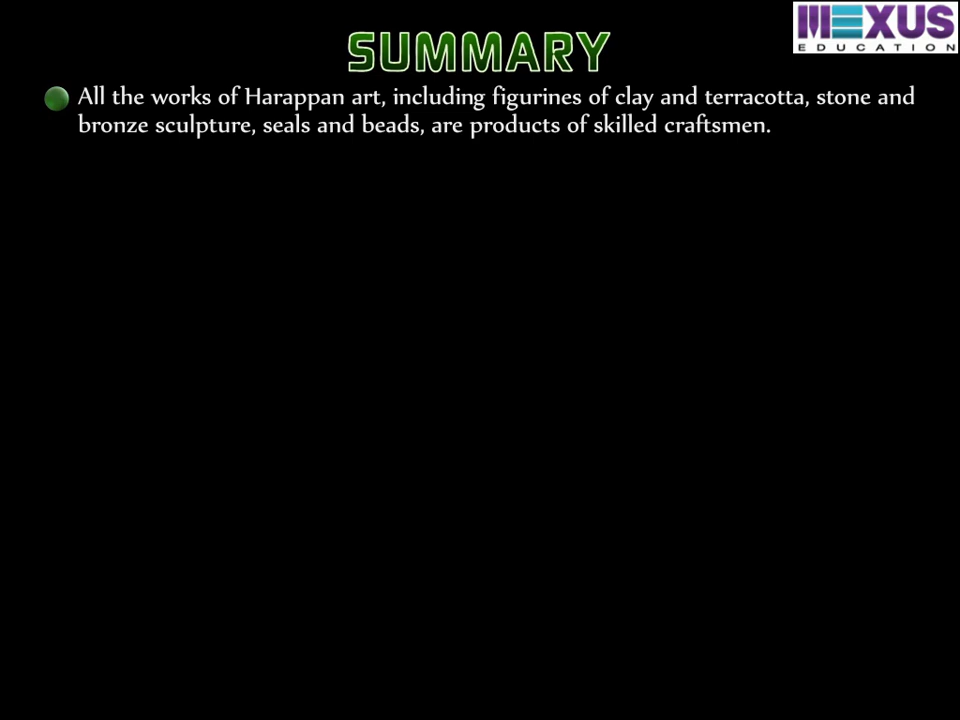 MEXUS
EDUCATION
SUMMARY
All the works of Harappan art, including figurines of clay and terracotta, stone and
bronze sculpture, seals and beads, are products of skilled craftsmen.